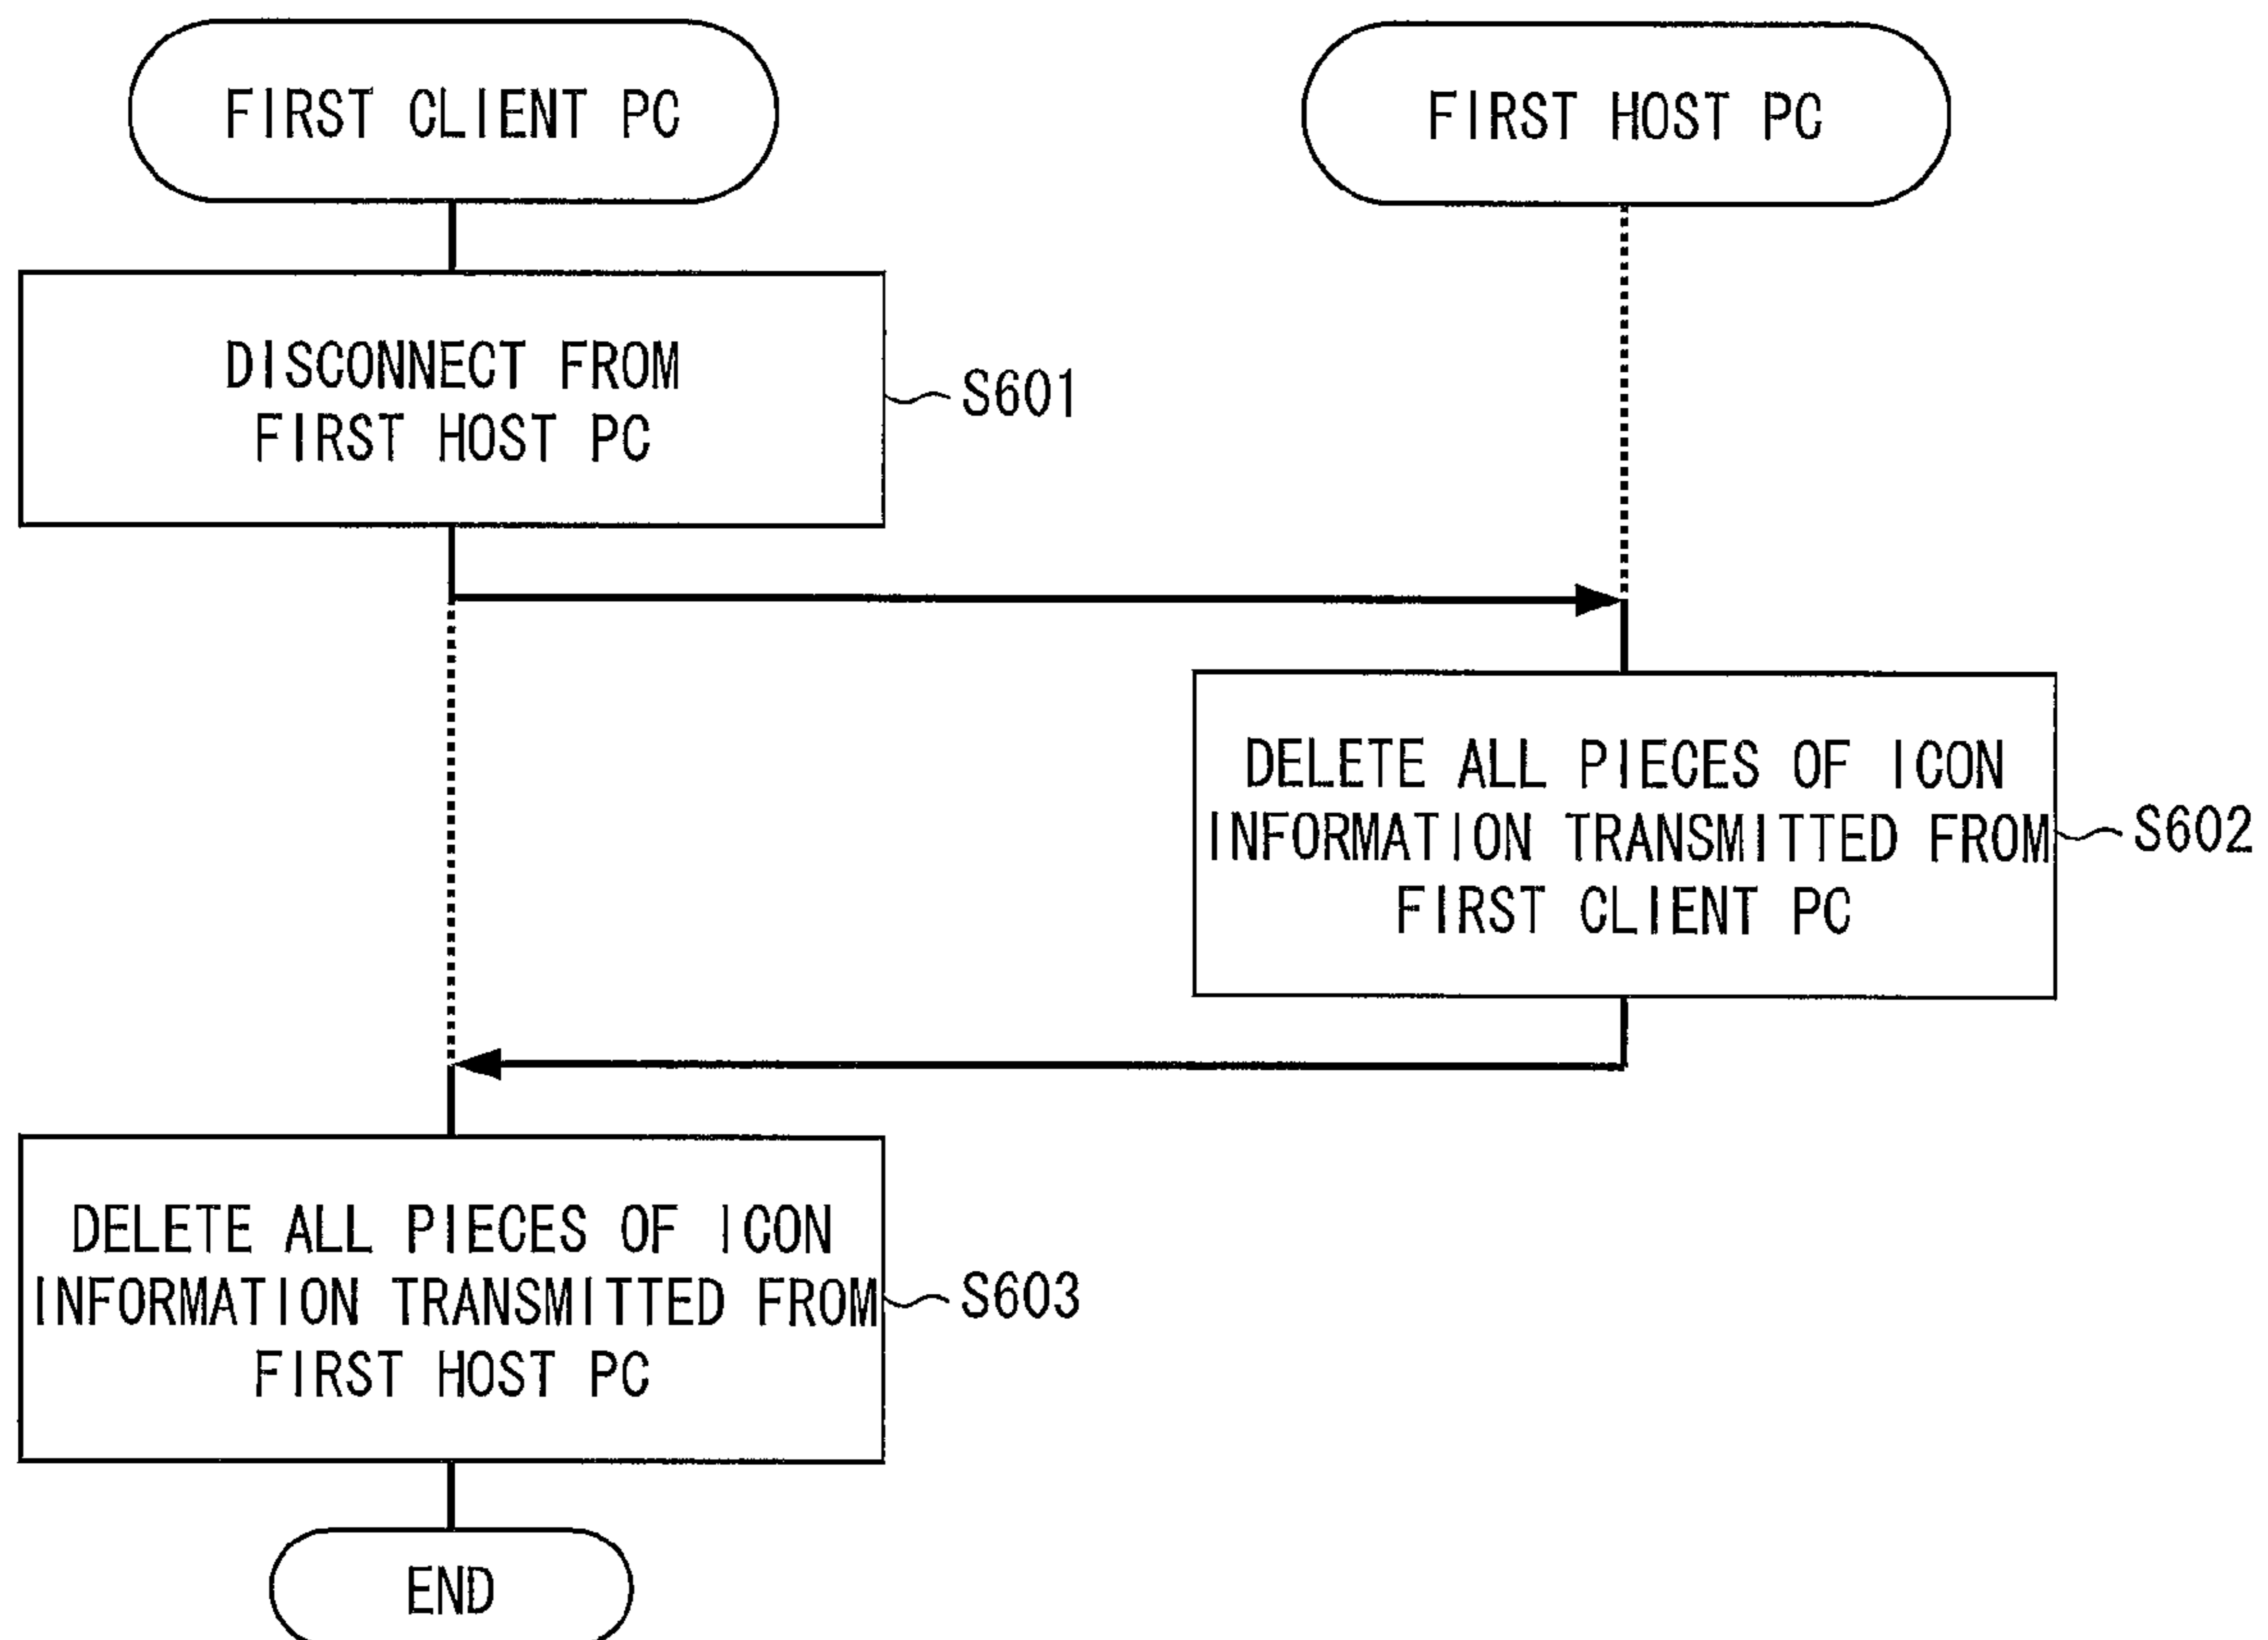 FIRST CLIENT PC
FIRST HOST PC
DISCONNECT FROM
FIRST HOST PC
S601
DELETE ALL PIECES OF ICON
INFORMATION TRANSMITTED FROM
FIRST CLIENT PC
S602
DELETE ALL PIECES OF ICON
INFORMATION TRANSMITTED FROM
FIRST HOST PC
S603
END